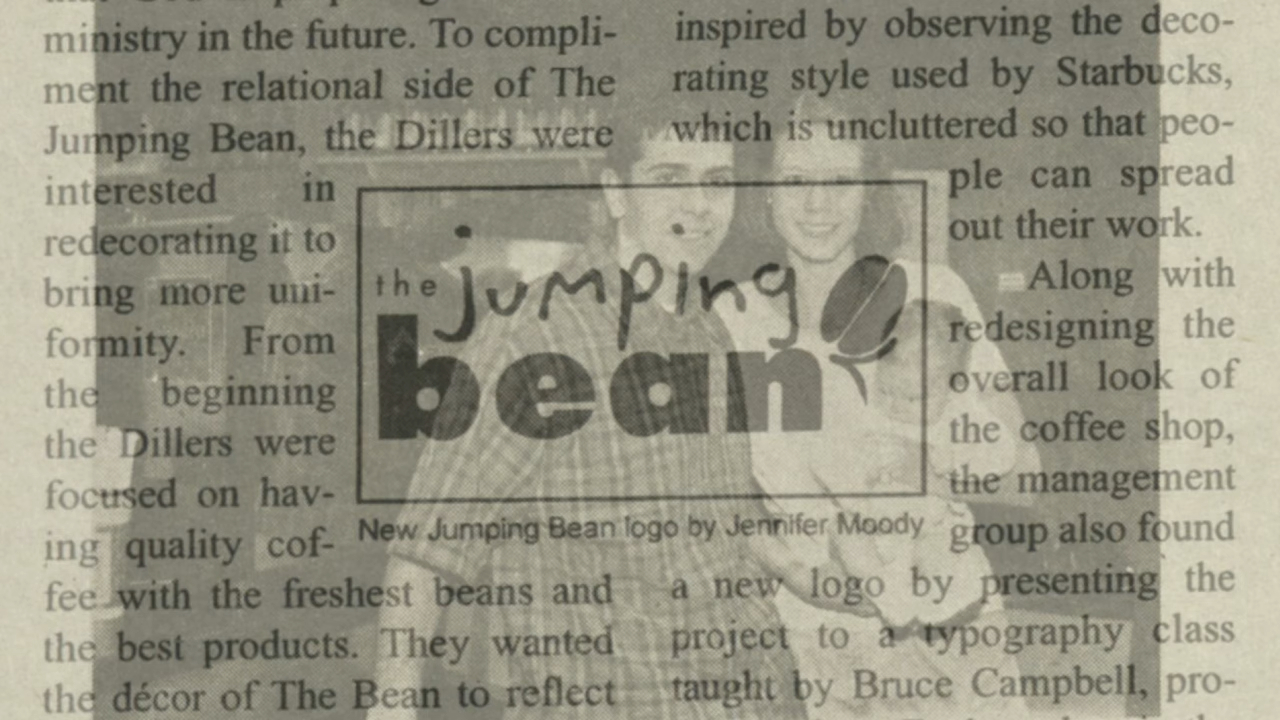 ministry in the future. To compli-
ment the relational side of The
Jumping Bean, the Dillers were
interested in
redecorating it to
bring more uni-
formity. From
the beginning
the Dillers were
focused on hav-
ing quality cof-
fee with the freshest beans and
the best products. They wanted
the décor of The Bean to reflect
the jumping
bean
New Jumping Bean logo by Jennifer Moody
inspired by observing the deco-
rating style used by Starbucks,
which is uncluttered so that peo-
ple can spread
out their work.
Along with
redesigning the
overall look of
the coffee shop,
the management
group also found
a new logo by presenting the
project to a typography class
taught by Bruce Campbell, pro-